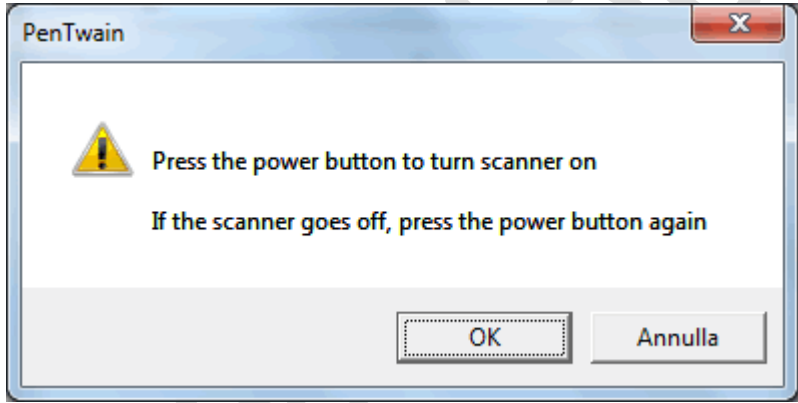 PenTwain
Press the power button to turn scanner on
If the scanner goes off, press the power button again
OK
Annulla